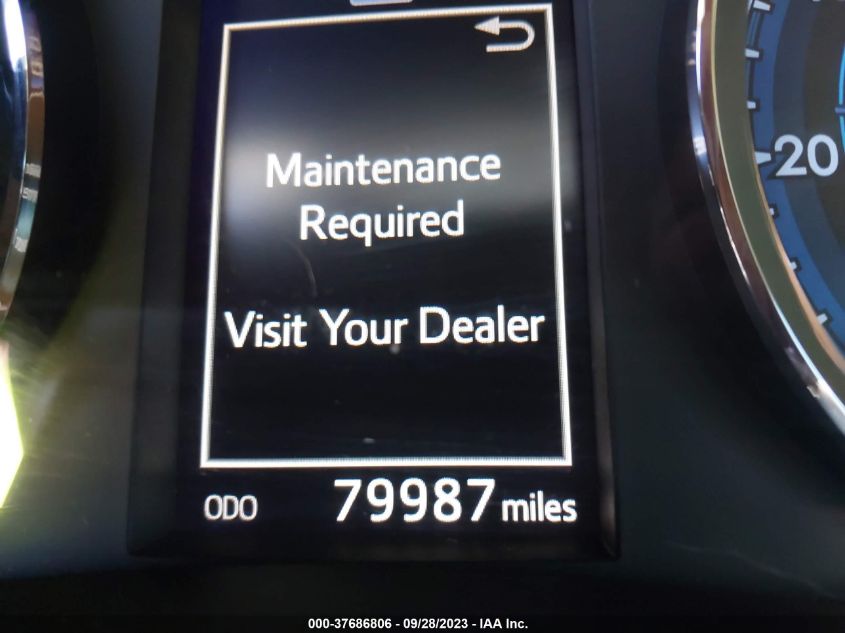 Maintenance
Required
Visit Your Dealer
20
ODO 79987 miles
000-37686806 - 09/28/2023 - IAA Inc.